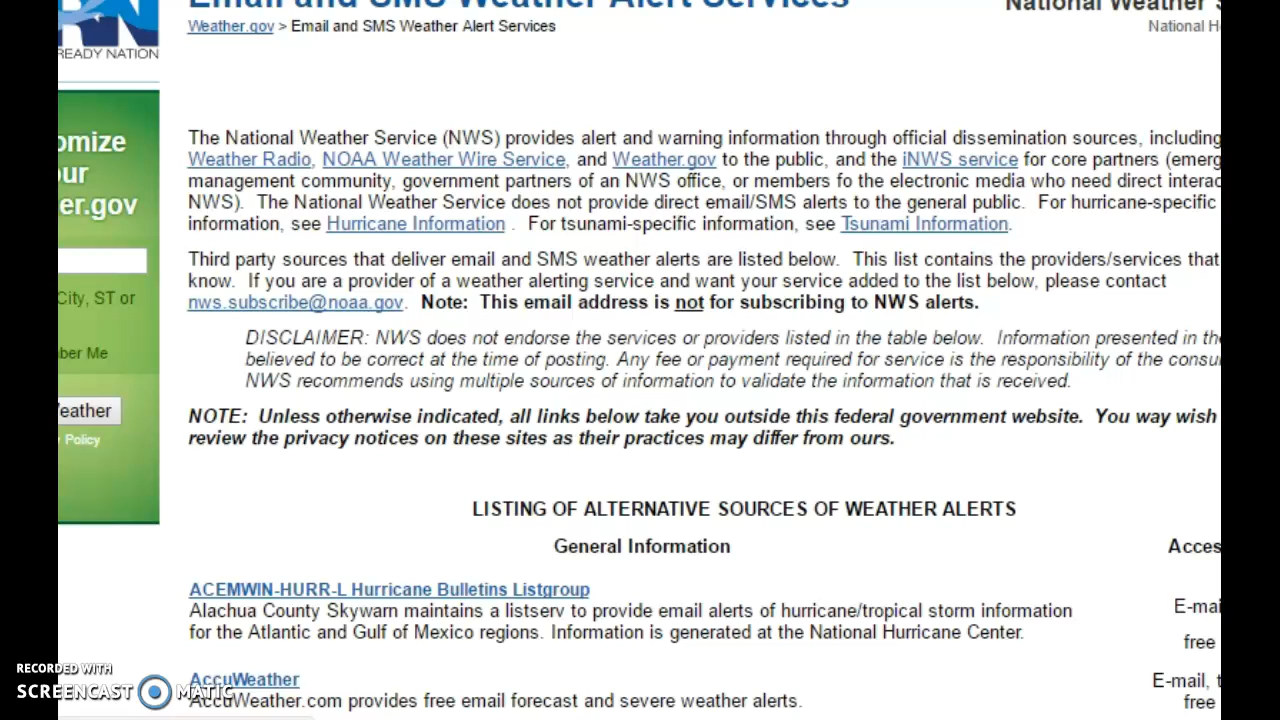 Email and SMS Weather Alert Services
National Weather
Weather.gov > Email and SMS Weather Alert Services
National
READY NATION
The National Weather Service (NWS) provides alert and warning information through official dissemination sources, including
Weather Radio, NOAA Weather Wire Service, and Weather.gov to the public, and the iNWS service for core partners (emerg
management community, government partners of an NWS office, or members fo the electronic media who need direct interac
NWS).  The National Weather Service does not provide direct email/SMS alerts to the general public.  For hurricane-specific
information, see Hurricane Information .  For tsunami-specific information, see Tsunami Information.
Third party sources that deliver email and SMS weather alerts are listed below.  This list contains the providers/services that
know.  If you are a provider of a weather alerting service and want your service added to the list below, please contact
nws.subscribe@noaa.gov.  Note:  This email address is not for subscribing to NWS alerts.
DISCLAIMER: NWS does not endorse the services or providers listed in the table below.  Information presented in the
believed to be correct at the time of posting. Any fee or payment required for service is the responsibility of the consu
NWS recommends using multiple sources of information to validate the information that is received.
NOTE:  Unless otherwise indicated, all links below take you outside this federal government website.  You way wish
review the privacy notices on these sites as their practices may differ from ours.
omize
our
er.gov
City, ST or
mber Me
Weather
Policy
LISTING OF ALTERNATIVE SOURCES OF WEATHER ALERTS
General Information
Acces
ACEMWIN-HURR-L Hurricane Bulletins Listgroup
Alachua County Skywarn maintains a listserv to provide email alerts of hurricane/tropical storm information
for the Atlantic and Gulf of Mexico regions. Information is generated at the National Hurricane Center.
E-mai
free
AccuWeather
AccuWeather.com provides free email forecast and severe weather alerts.
E-mail, t
free
RECORDED WITH
SCREENCAST MATIC